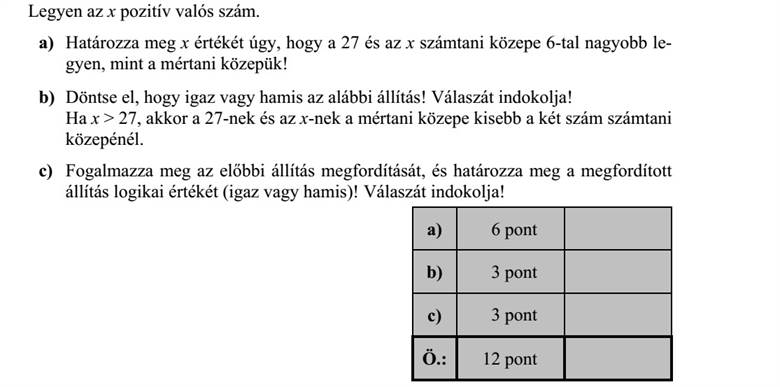 Legyen az x pozitív valós szám.
a) Határozza meg x értékét úgy, hogy a 27 és az x számtani közepe 6-tal nagyobb le-
gyen, mint a mértani közepük!
b) Döntse el, hogy igaz vagy hamis az alábbi állítás! Válaszát indokolja!
Ha x > 27, akkor a 27-nek és az x-nek a mértani közepe kisebb a két szám számtani
közepénél.
c) Fogalmazza meg az előbbi állítás megfordítását, és határozza meg a megfordított
állítás logikai értékét (igaz vagy hamis)! Válaszát indokolja!
a) 6 pont
b) 3 pont
c) 3 pont
Ö.: 12 pont